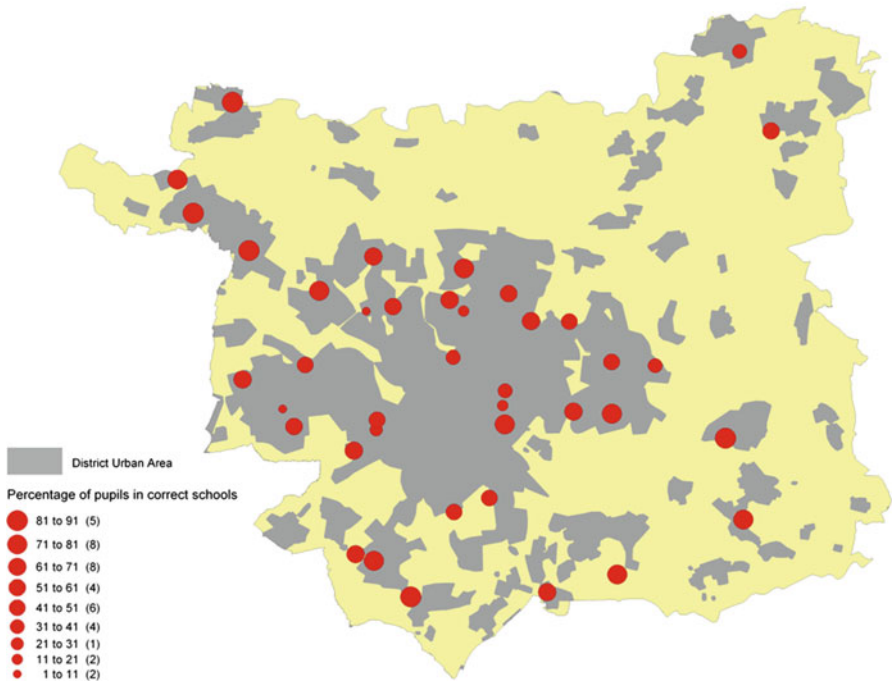 District Urban Area
Percentage of pupils in correct schools
81 to 91 (5)
71 to 81 (8)
61 to 71 (8)
51 to 61 (4)
41 to 51 (6)
31 to 41 (4)
21 to 31 (1)
11 to 21 (2)
1 to 11 (2)